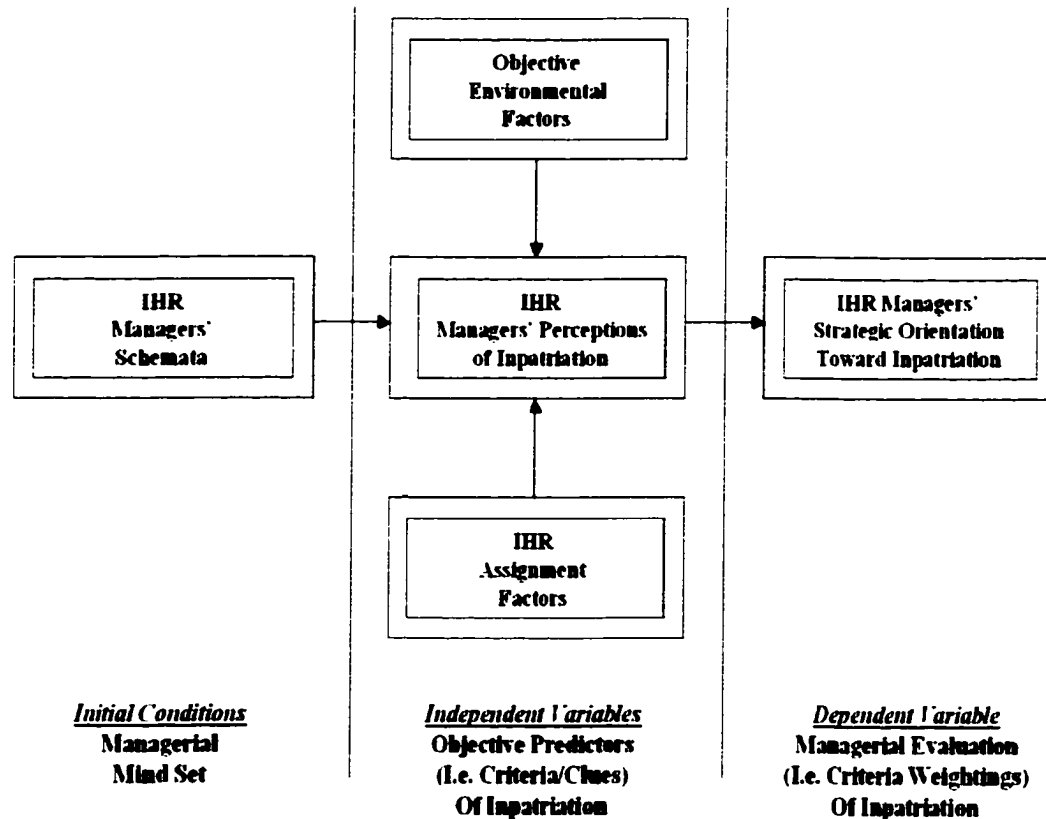 Objective
Environmental
Factors
IHR
Managers'
Schemata
IHR
Managers' Perceptions
of Inpatriation
IHR Managers'
Strategic Orientation
Toward Inpatriation
IHR
Assignment
Factors
Initial Conditions
Managerial
Mind Set
Independent Variables
Objective Predictors
(I.e. Criteria/Clues)
Of Inpatriation
Dependent Variable
Managerial Evaluation
(I.e. Criteria Weightings)
Of Inpatriation